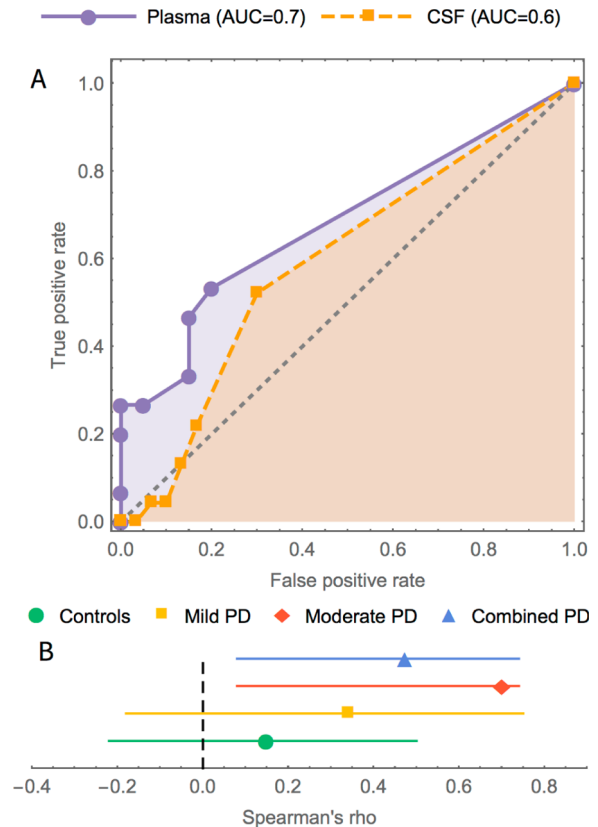 Plasma (AUC=0.7) CSF (AUC=0.6)
A
True positive rate
1.0
0.8
0.6
0.4
0.2
0.0
0.0 0.2 0.4 0.6 0.8 1.0
False positive rate
Controls Mild PD Moderate PD Combined PD
B
−0.4 −0.2 0.0 0.2 0.4 0.6 0.8
Spearman's rho